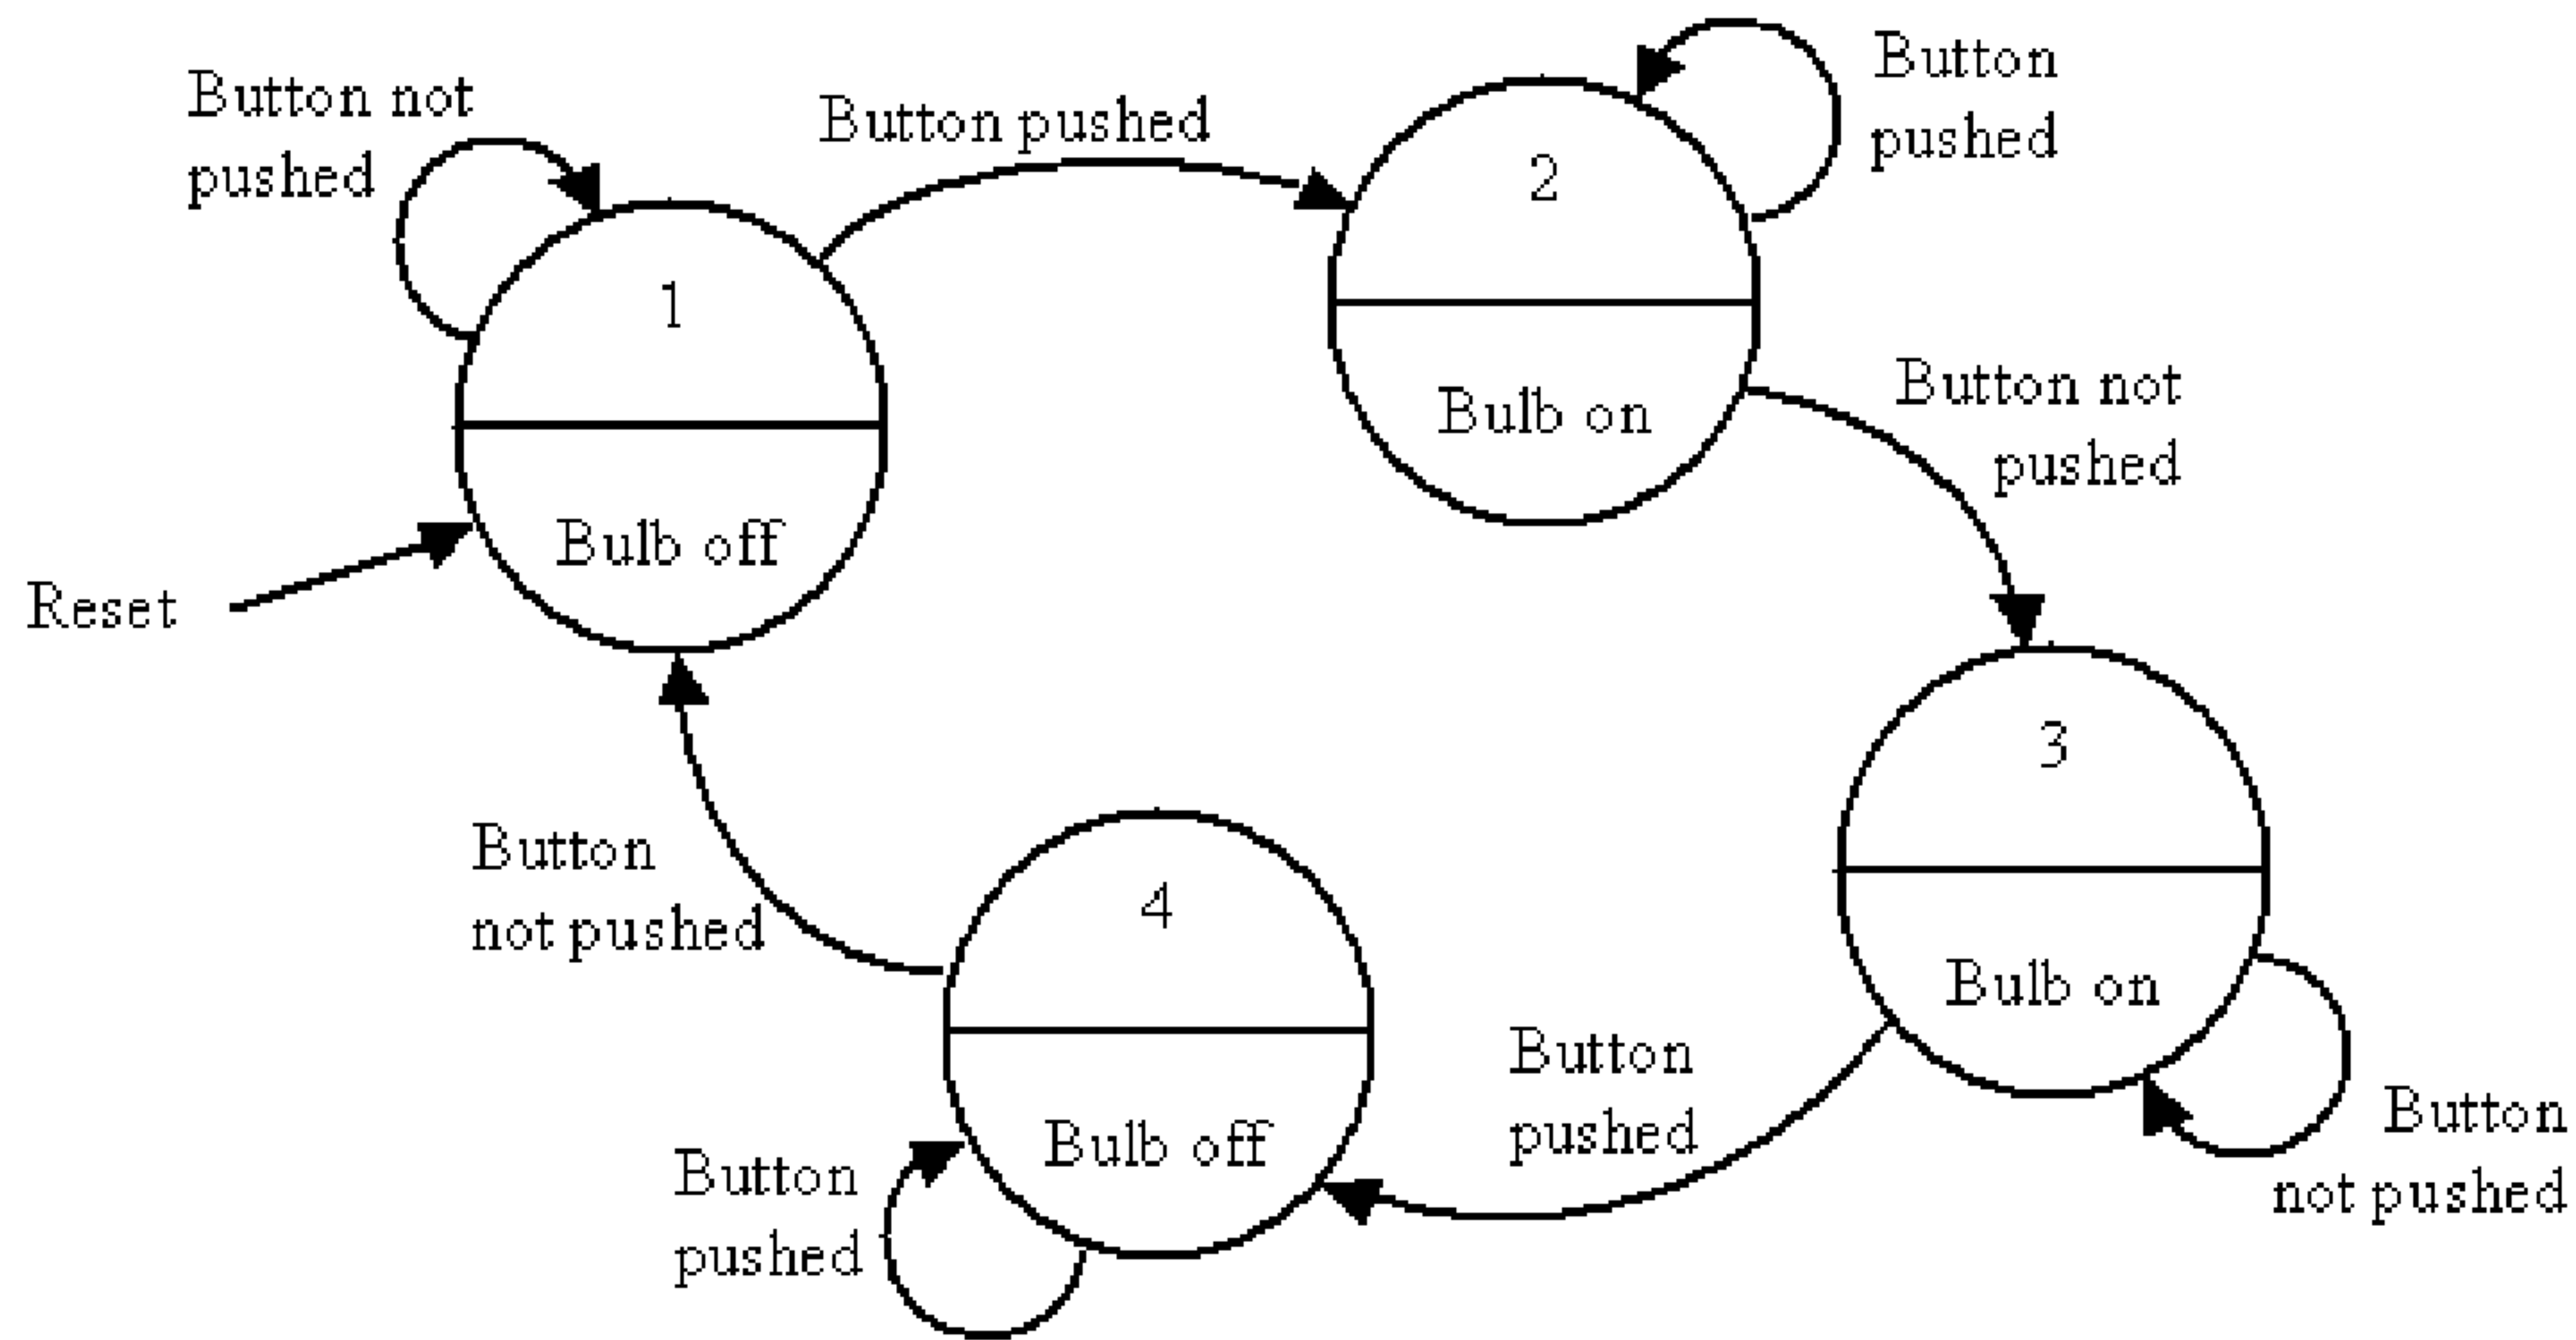 Button not
pushed
Button pushed
Button
pushed
1
Bulb off
2
Bulb on
Button not
pushed
Reset
3
Bulb on
Button
not pushed
4
Bulb off
Button
pushed
Button
pushed
Button
not pushed